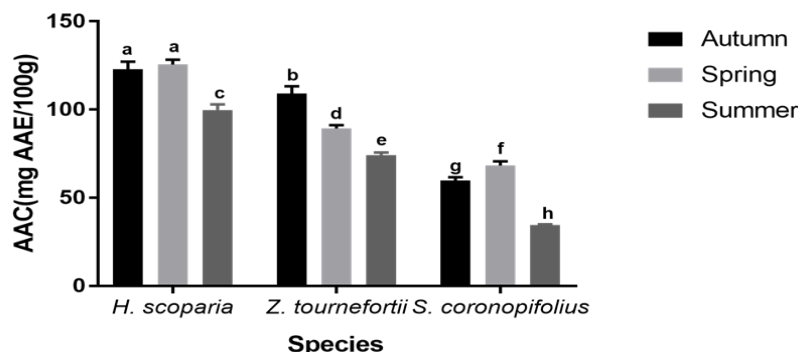 150
100
50
0
AAC(mg AAE/100g)
a a c
b d e
g f h
H. scoparia Z. tournefortii S. coronopifolius
Species
Autumn
Spring
Summer